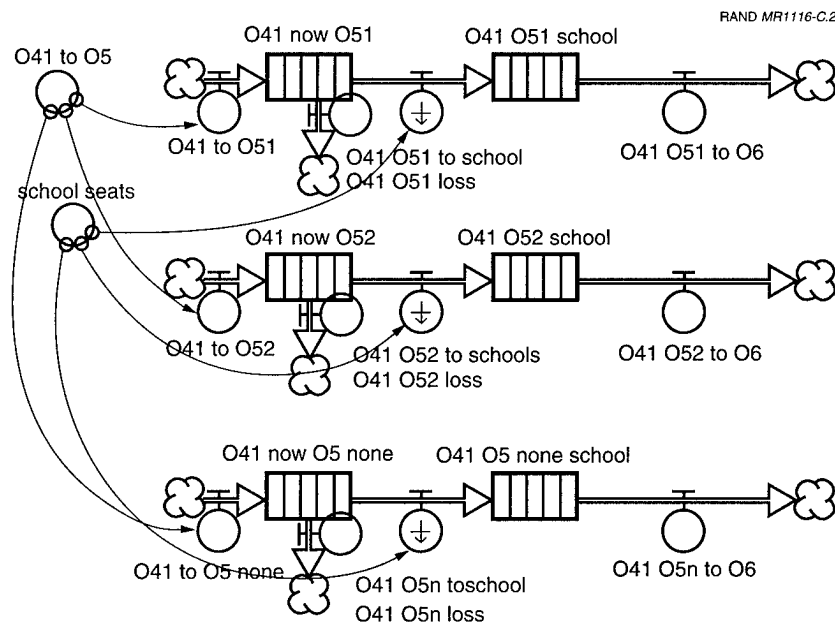 RAND MR1116-C.2
O41 to O5
O41 now O51
O41 O51 school
O41 to O51
O41 O51 to school
O41 O51 loss
O41 O51 to O6
school seats
O41 now O52
O41 O52 school
O41 to O52
O41 O52 to schools
O41 O52 loss
O41 O52 to O6
O41 now O5 none
O41 O5 none school
O41 to O5 none
O41 O5n toschool
O41 O5n loss
O41 O5n to O6